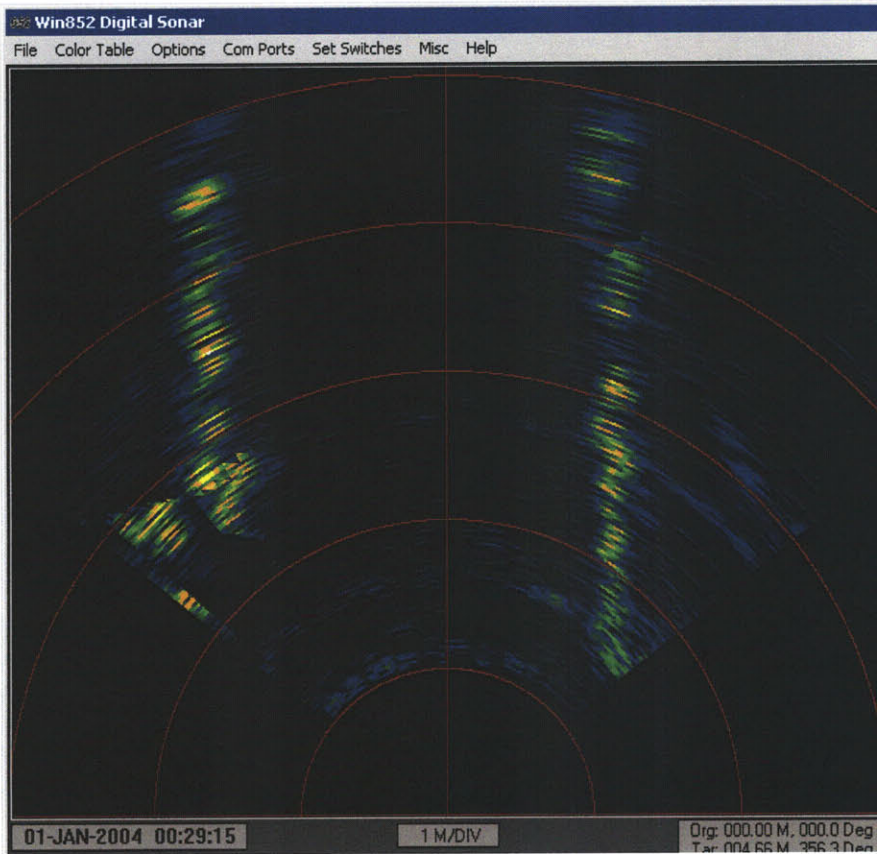 Win852 Digital Sonar
File Color Table Options Com Ports Set Switches Misc Help
01-JAN-2004 00:29:15
1 M/DIV
Org: 000.00 M, 000.0 Deg
Tar: 004.66 M, 356.3 Deg